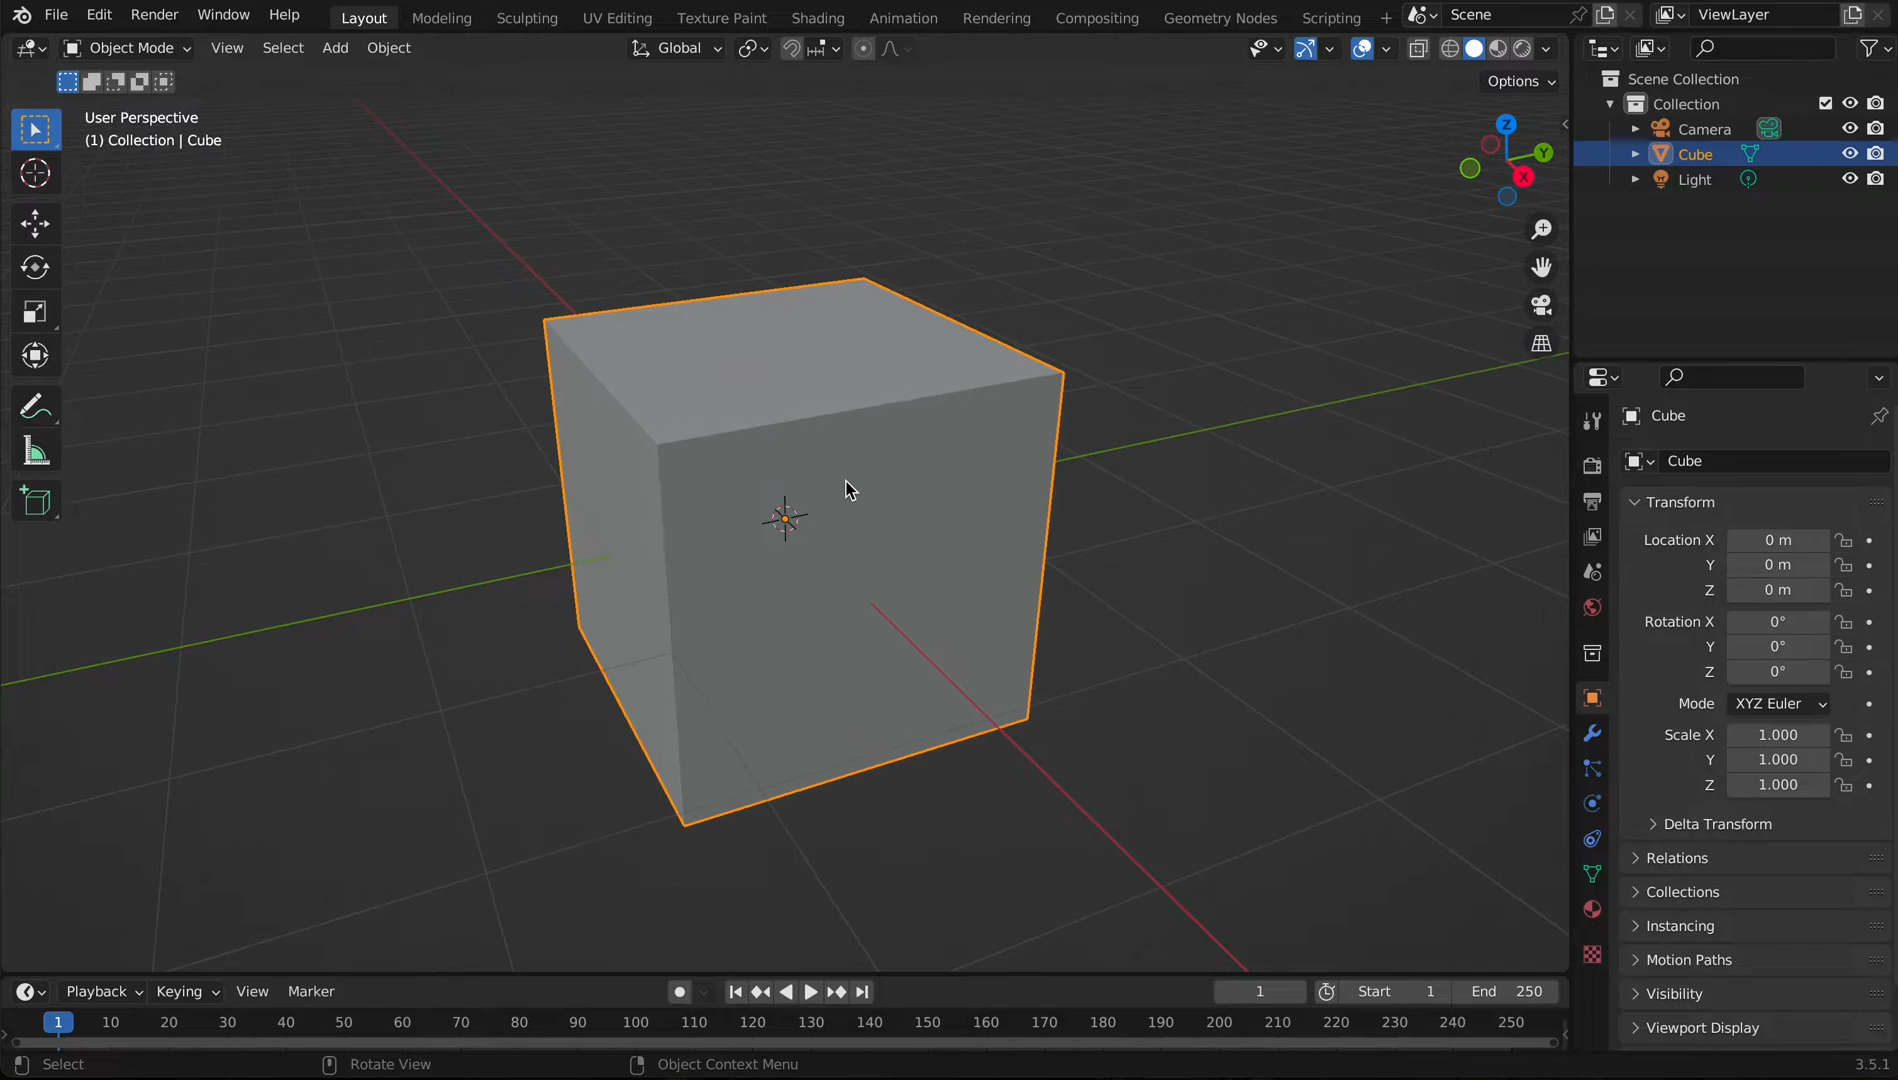 File Edit Render Window Help Layout Modeling Sculpting UV Editing Texture Paint Shading Animation Rendering Compositing Geometry Nodes Scripting + Scene ViewLayer
Object Mode View Select Add Object Global
Options
User Perspective
(1) Collection | Cube
Z
Y
X
Scene Collection
Collection
Camera
Cube
Light
Cube
Cube
Transform
Location X 0 m
Y 0 m
Z 0 m
Rotation X 0°
Y 0°
Z 0°
Mode XYZ Euler
Scale X 1.000
Y 1.000
Z 1.000
Delta Transform
Relations
Collections
Instancing
Motion Paths
Visibility
Viewport Display
Playback Keying View Marker 1 Start 1 End 250
1 10 20 30 40 50 60 70 80 90 100 110 120 130 140 150 160 170 180 190 200 210 220 230 240 250
Select Rotate View Object Context Menu 3.5.1